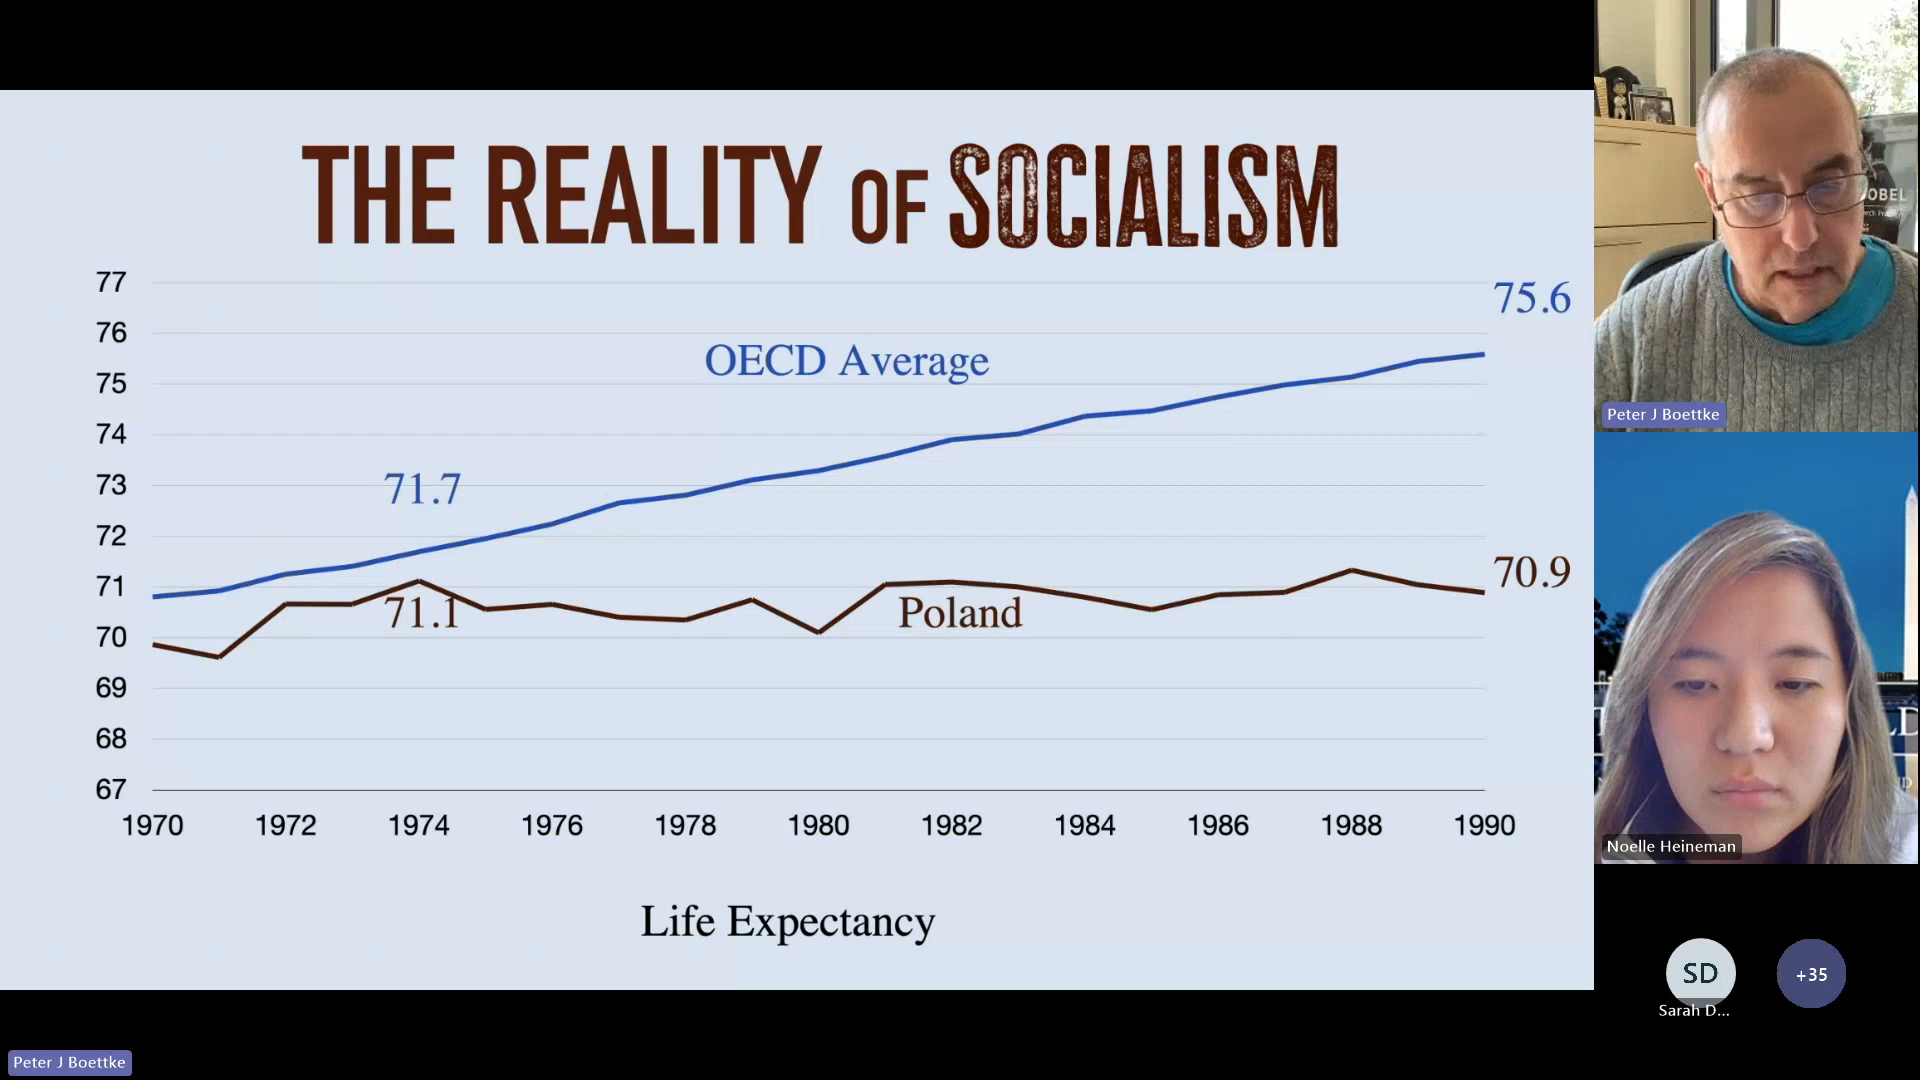 THE REALITY OF SOCIALISM
77
76
75
74
73
72
71
70
69
68
67
75.6
OECD Average
71.7
70.9
71.1
Poland
1970 1972 1974 1976 1978 1980 1982 1984 1986 1988 1990
Life Expectancy
OBEL
Peter J Boettke
Noelle Heineman
SD
+35
Sarah D...
Peter J Boettke